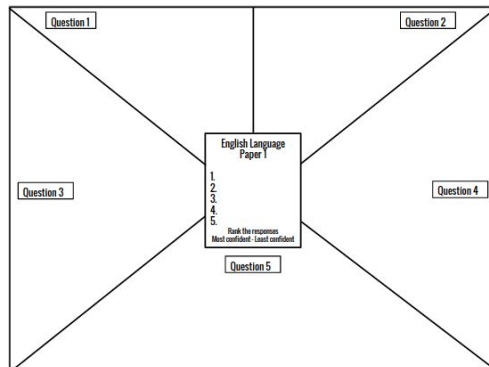 Question 1
Question 2
English Language
Paper 1
1.
2.
3.
4.
5.
Rank the responses
Most confident - Least confident
Question 3
Question 4
Question 5